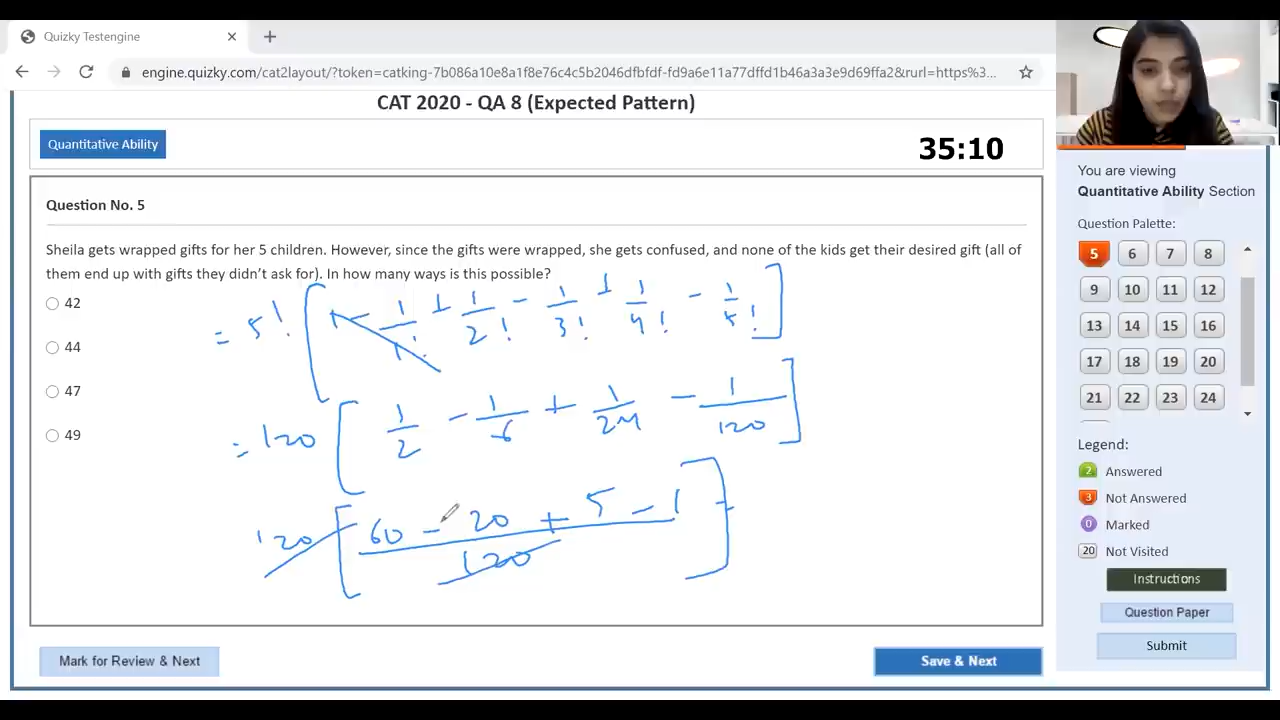 Quizky Testengine
engine.quizky.com/cat2layout/?token=catking-7b086a10e8a1f8e76c4c5b2046dfbfdf-fd9a6e11a77dffd1b46a3a3e9d69ffa2&rurl=https%3...
CAT 2020 - QA 8 (Expected Pattern)
Quantitative Ability
35:10
Question No. 5
Sheila gets wrapped gifts for her 5 children. However, since the gifts were wrapped, she gets confused, and none of the kids get their desired gift (all of
them end up with gifts they didn't ask for). In how many ways is this possible?
42
44
47
49
= 5! [ 1 - 1/1! + 1/2! - 1/3! + 1/4! - 1/5! ]
= 120 [ 1/2 - 1/6 + 1/24 - 1/120 ]
120 [ 60 - 20 + 5 - 1 / 120 ]
Mark for Review & Next
Save & Next
You are viewing
Quantitative Ability Section
Question Palette:
5 6 7 8
9 10 11 12
13 14 15 16
17 18 19 20
21 22 23 24
Legend:
2 Answered
3 Not Answered
0 Marked
20 Not Visited
Instructions
Question Paper
Submit